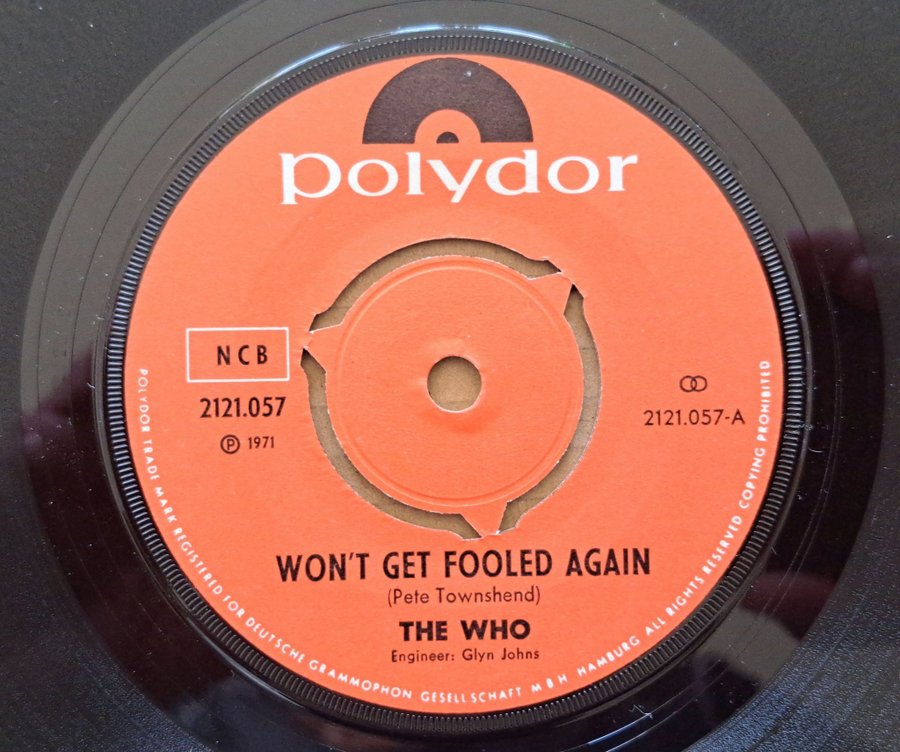 polydor
NCB
2121.057
Ⓟ 1971
2121.057-A
WON'T GET FOOLED AGAIN
(Pete Townshend)
THE WHO
Engineer: Glyn Johns
POLYDOR TRADE MARK REGISTERED FOR DEUTSCHE GRAMMOPHON GESELLSCHAFT MBH HAMBURG ALL RIGHTS RESERVED COPYING PROHIBITED